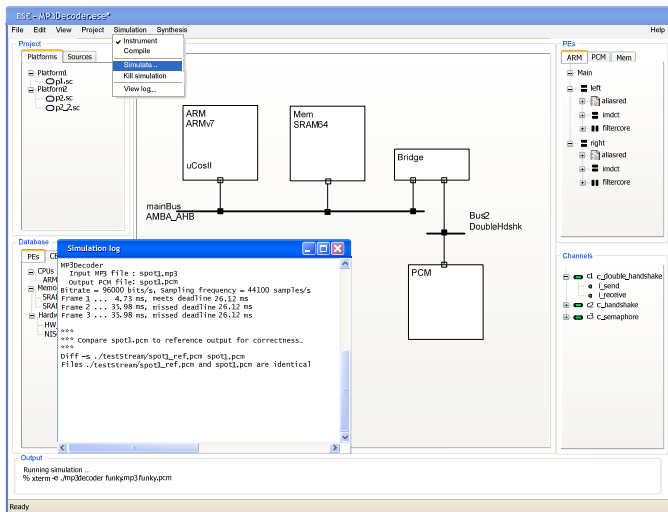 ESE - MP3Decoder.ese*
File Edit View Project Simulation Synthesis Help
Instrument
Compile
Simulate...
Kill simulation
View log...
Project
Platforms Sources
Platform1
p1.sc
Platform2
p2.sc
p2_2.sc
ARM
ARMv7
uCosII
Mem
SRAM64
Bridge
mainBus
AMBA_AHB
Bus2
DoubleHdshk
PCM
PEs
ARM PCM Mem
Main
left
aliasred
imdct
filtercore
right
aliasred
imdct
filtercore
Channels
c1 c_double_handshake
i_send
i_receive
c2 c_handshake
c3 c_semaphore
Database
PEs
CPUs
ARM
SRA
SRA
HW
NIS
Simulation log
MP3Decoder
Input MP3 file : spot1.mp3
Output PCM file: spot1.pcm
Bitrate = 96000 bits/s, Sampling frequency = 44100 samples/s
Frame 1 ... 4.73 ms, meets deadline 26.12 ms
Frame 2 ... 35.98 ms, missed deadline 26.12 ms
Frame 3 ... 35.98 ms, missed deadline 26.12 ms
***
*** Compare spot1.pcm to reference output for correctness…
***
Diff -s ./testStream/spot1_ref.pcm spot1.pcm
Files ./testStream/spot1_ref.pcm and spot1.pcm are identical
Output
Running simulation ...
% xterm -e ./mp3decoder funky.mp3 funky.pcm
Ready